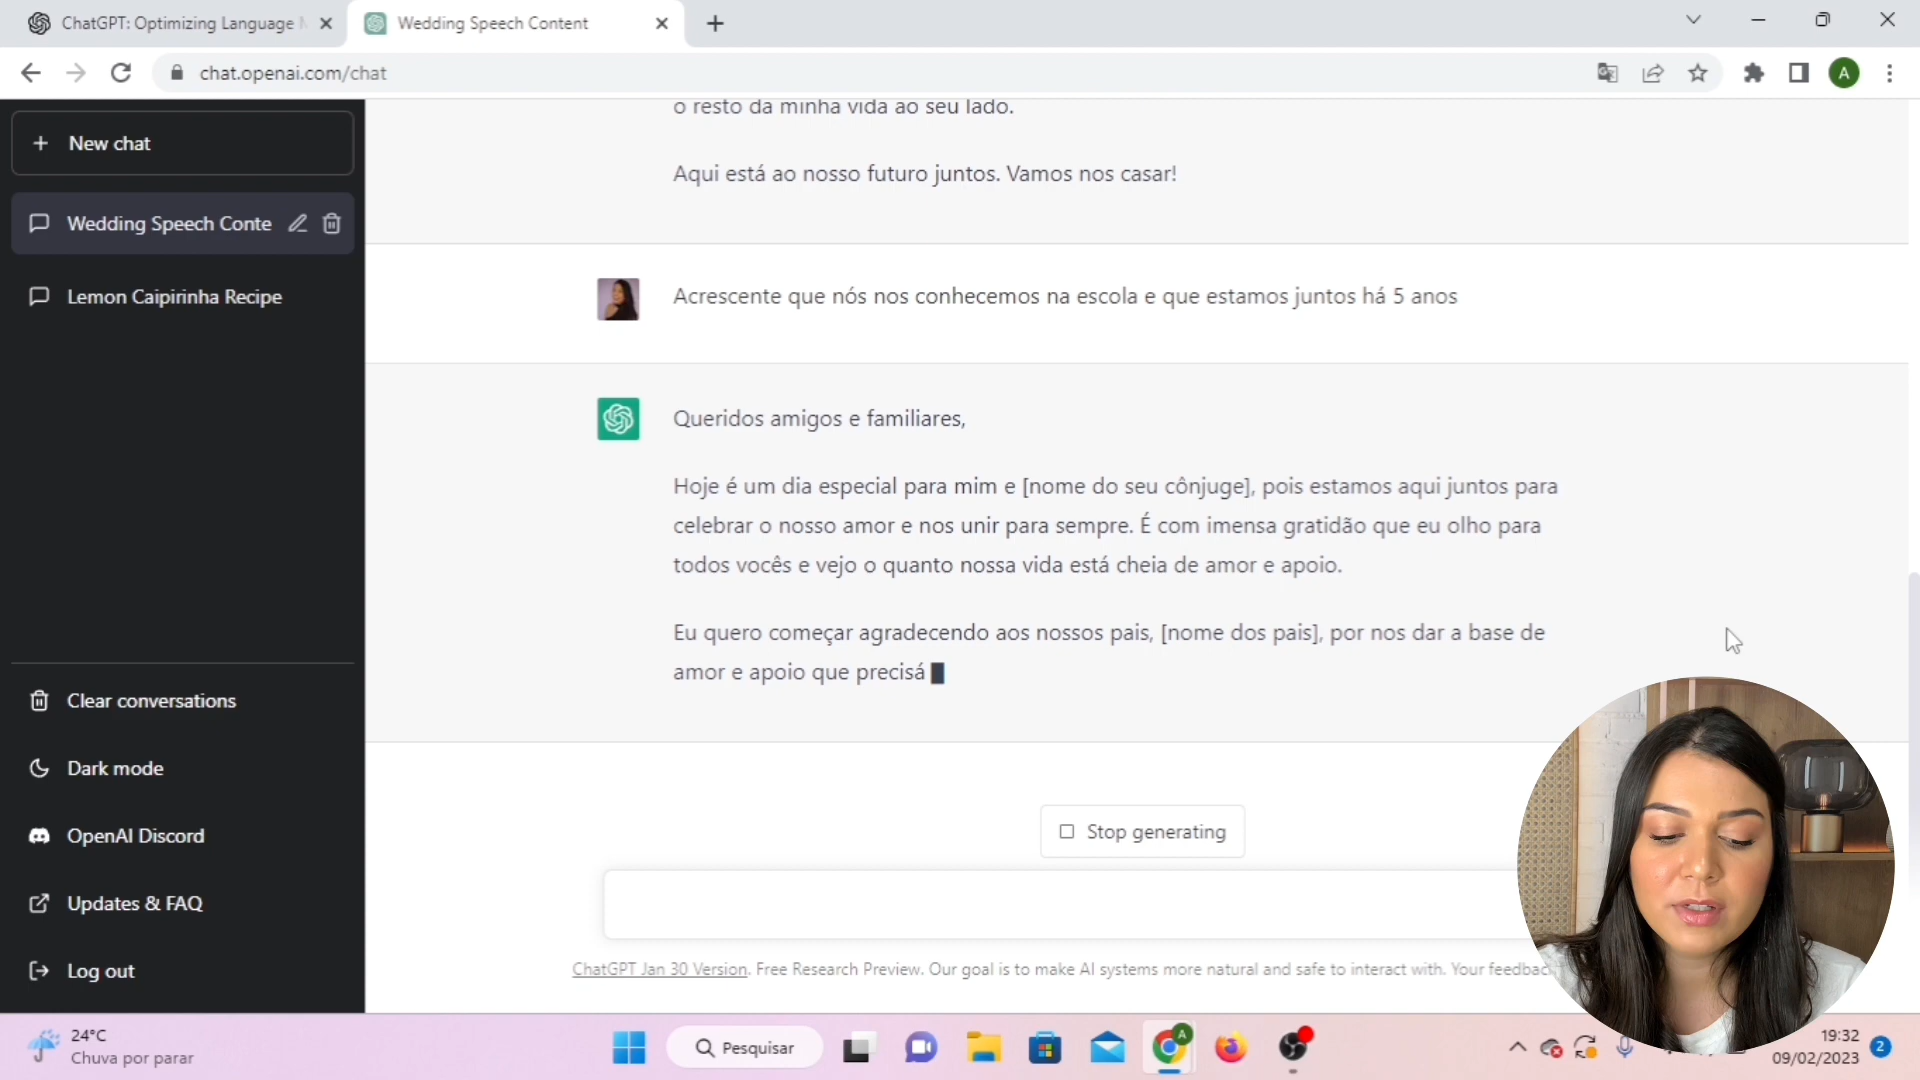 ChatGPT: Optimizing Language
Wedding Speech Content
chat.openai.com/chat
A
New chat
Wedding Speech Conte
Lemon Caipirinha Recipe
Clear conversations
Dark mode
OpenAI Discord
Updates & FAQ
Log out
o resto da minha vida ao seu lado.
Aqui está ao nosso futuro juntos. Vamos nos casar!
Acrescente que nós nos conhecemos na escola e que estamos juntos há 5 anos
Queridos amigos e familiares,
Hoje é um dia especial para mim e [nome do seu cônjuge], pois estamos aqui juntos para
celebrar o nosso amor e nos unir para sempre. É com imensa gratidão que eu olho para
todos vocês e vejo o quanto nossa vida está cheia de amor e apoio.
Eu quero começar agradecendo aos nossos pais, [nome dos pais], por nos dar a base de
amor e apoio que precisá
Stop generating
ChatGPT Jan 30 Version. Free Research Preview. Our goal is to make AI systems more natural and safe to interact with. Your feedbac
24°C
Chuva por parar
Pesquisar
A
19:32
09/02/2023
2